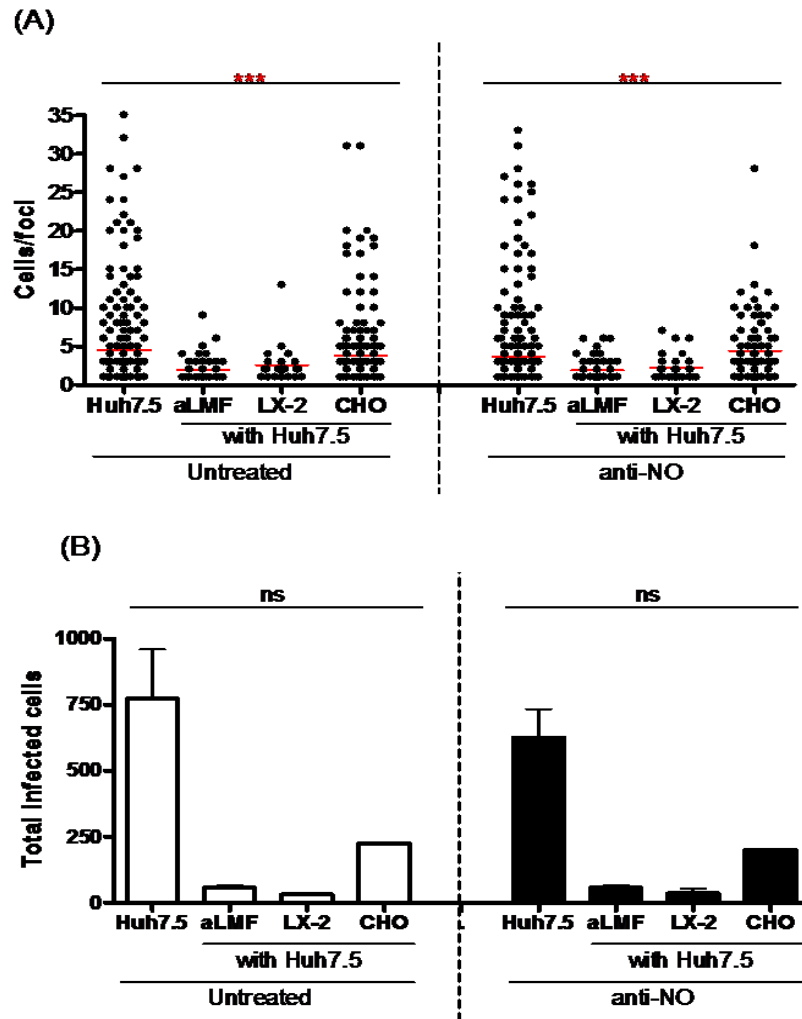 (A)
*** ***
35
30
25
20
15
10
5
0
Cells/foci
Huh7.5 aLMF LX-2 CHO Huh7.5 aLMF LX-2 CHO
with Huh7.5 with Huh7.5
Untreated anti-NO
(B)
ns ns
1000
750
500
250
0
Total Infected cells
Huh7.5 aLMF LX-2 CHO L Huh7.5 aLMF LX-2 CHO
with Huh7.5 with Huh7.5
Untreated anti-NO